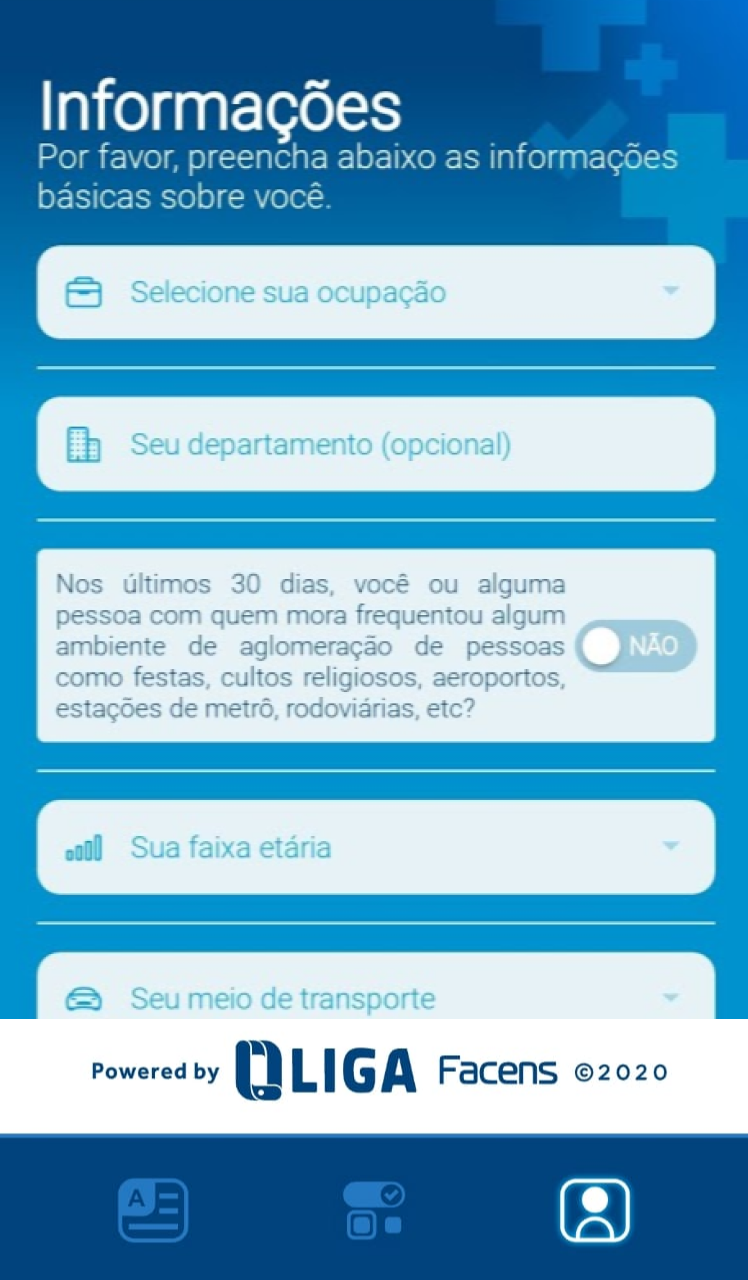 Informações
Por favor, preencha abaixo as informações
básicas sobre você.
Selecione sua ocupação
Seu departamento (opcional)
Nos últimos 30 dias, você ou alguma
pessoa com quem mora frequentou algum
ambiente de aglomeração de pessoas
como festas, cultos religiosos, aeroportos,
estações de metrô, rodoviárias, etc?
NÃO
Sua faixa etária
Seu meio de transporte
Powered by LIGA Facens ©2020
A